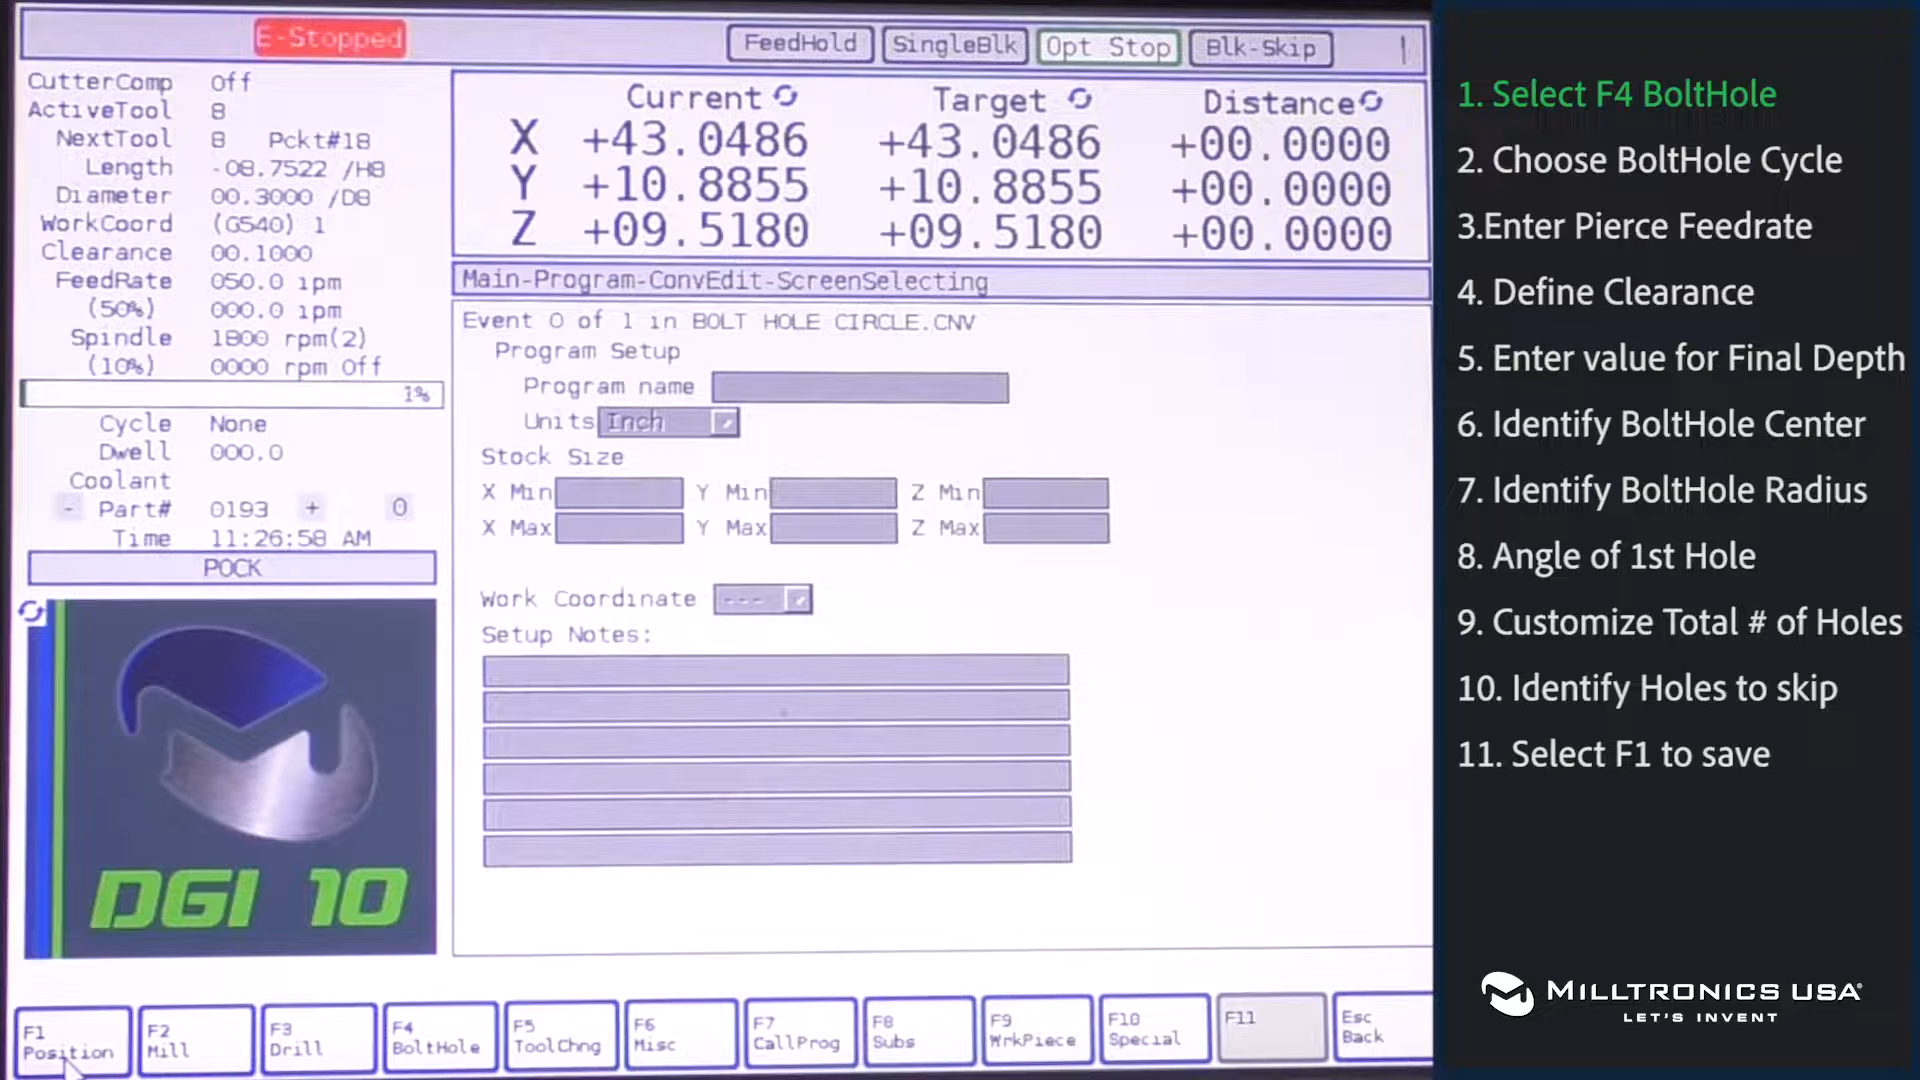 E-Stopped
FeedHold SingleBlk Opt Stop Blk-Skip
CutterComp Off
ActiveTool 8
NextTool 8 Pckt#18
Length -08.7522 /H8
Diameter 00.3000 /D8
WorkCoord (G540) 1
Clearance 00.1000
FeedRate 050.0 ipm
(50%) 000.0 ipm
Spindle 1800 rpm(2)
(10%) 0000 rpm Off
1%
Cycle None
Dwell 000.0
Coolant
- Part# 0193 + 0
Time 11:26:58 AM
POCK
DGI 10
Current Target Distance
X +43.0486 +43.0486 +00.0000
Y +10.8855 +10.8855 +00.0000
Z +09.5180 +09.5180 +00.0000
Main-Program-ConvEdit-ScreenSelecting
Event 0 of 1 in BOLT HOLE CIRCLE.CNV
Program Setup
Program name
Units Inch
Stock Size
X Min Y Min Z Min
X Max Y Max Z Max
Work Coordinate ---
Setup Notes:
F1 Position
F2 Mill
F3 Drill
F4 BoltHole
F5 ToolChng
F6 Misc
F7 CallProg
F8 Subs
F9 WrkPiece
F10 Special
F11
Esc Back
1. Select F4 BoltHole
2. Choose BoltHole Cycle
3.Enter Pierce Feedrate
4. Define Clearance
5. Enter value for Final Depth
6. Identify BoltHole Center
7. Identify BoltHole Radius
8. Angle of 1st Hole
9. Customize Total # of Holes
10. Identify Holes to skip
11. Select F1 to save
MILLTRONICS USA
LET'S INVENT